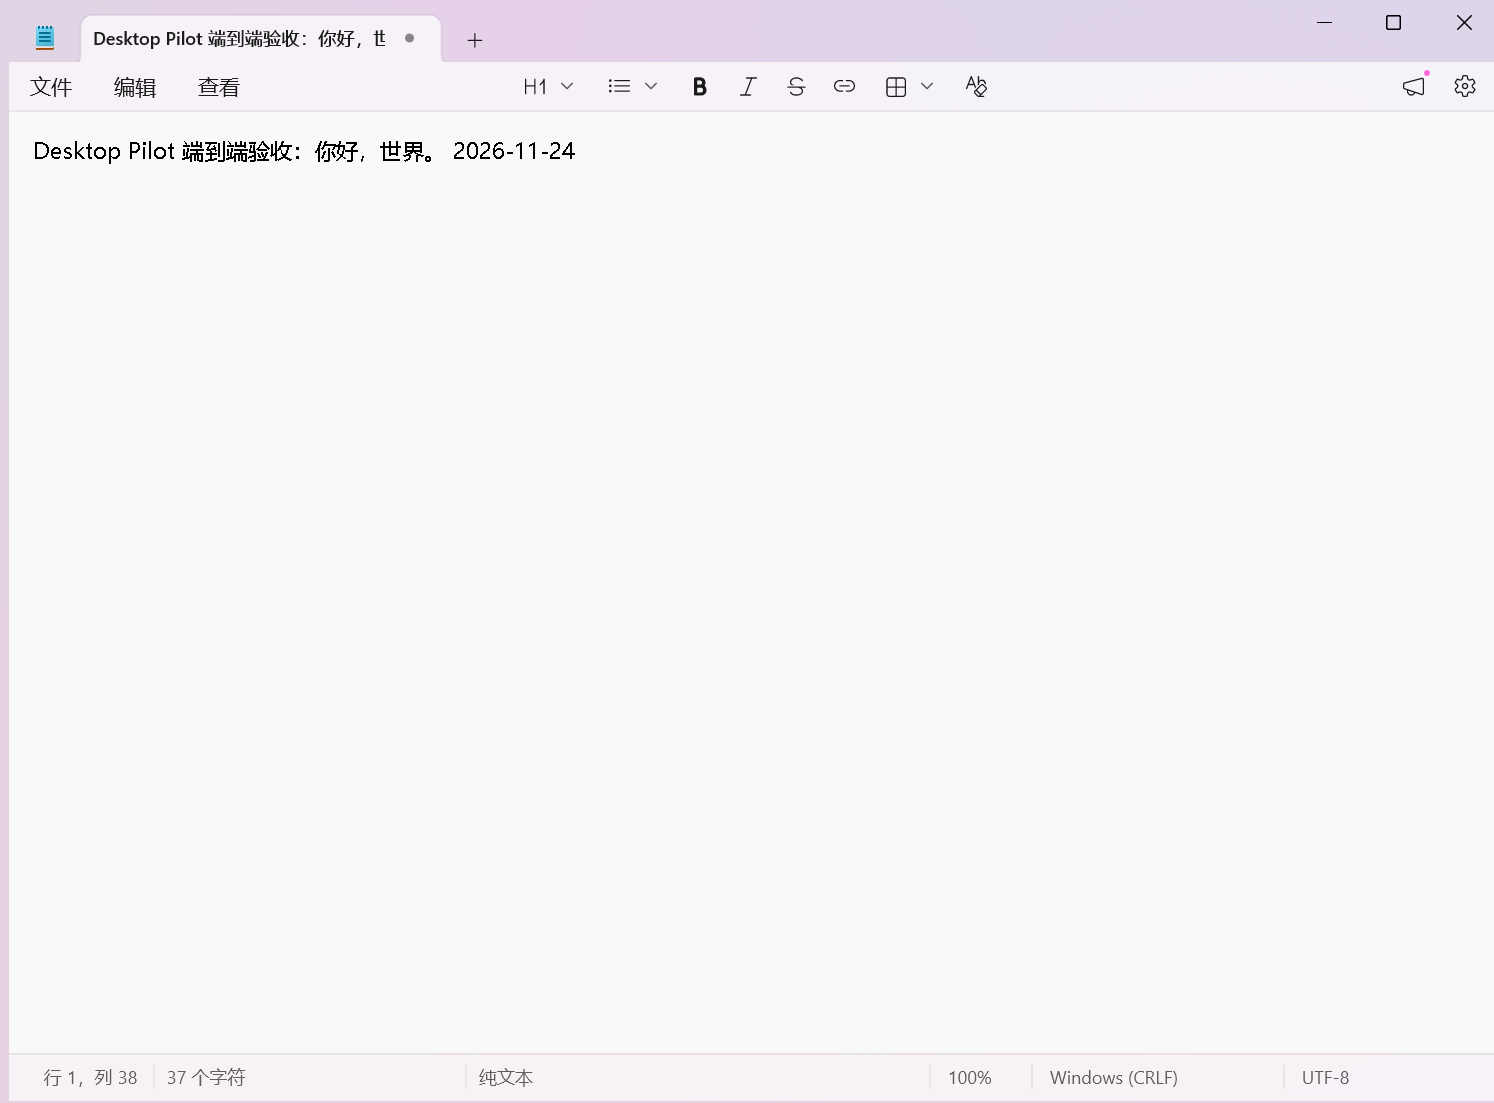 Desktop Pilot 端到端验收：你好，世
文件 编辑 查看 H1 B I S Ab
Desktop Pilot 端到端验收：你好，世界。 2026-11-24
行 1，列 38 37 个字符 纯文本 100% Windows (CRLF) UTF-8